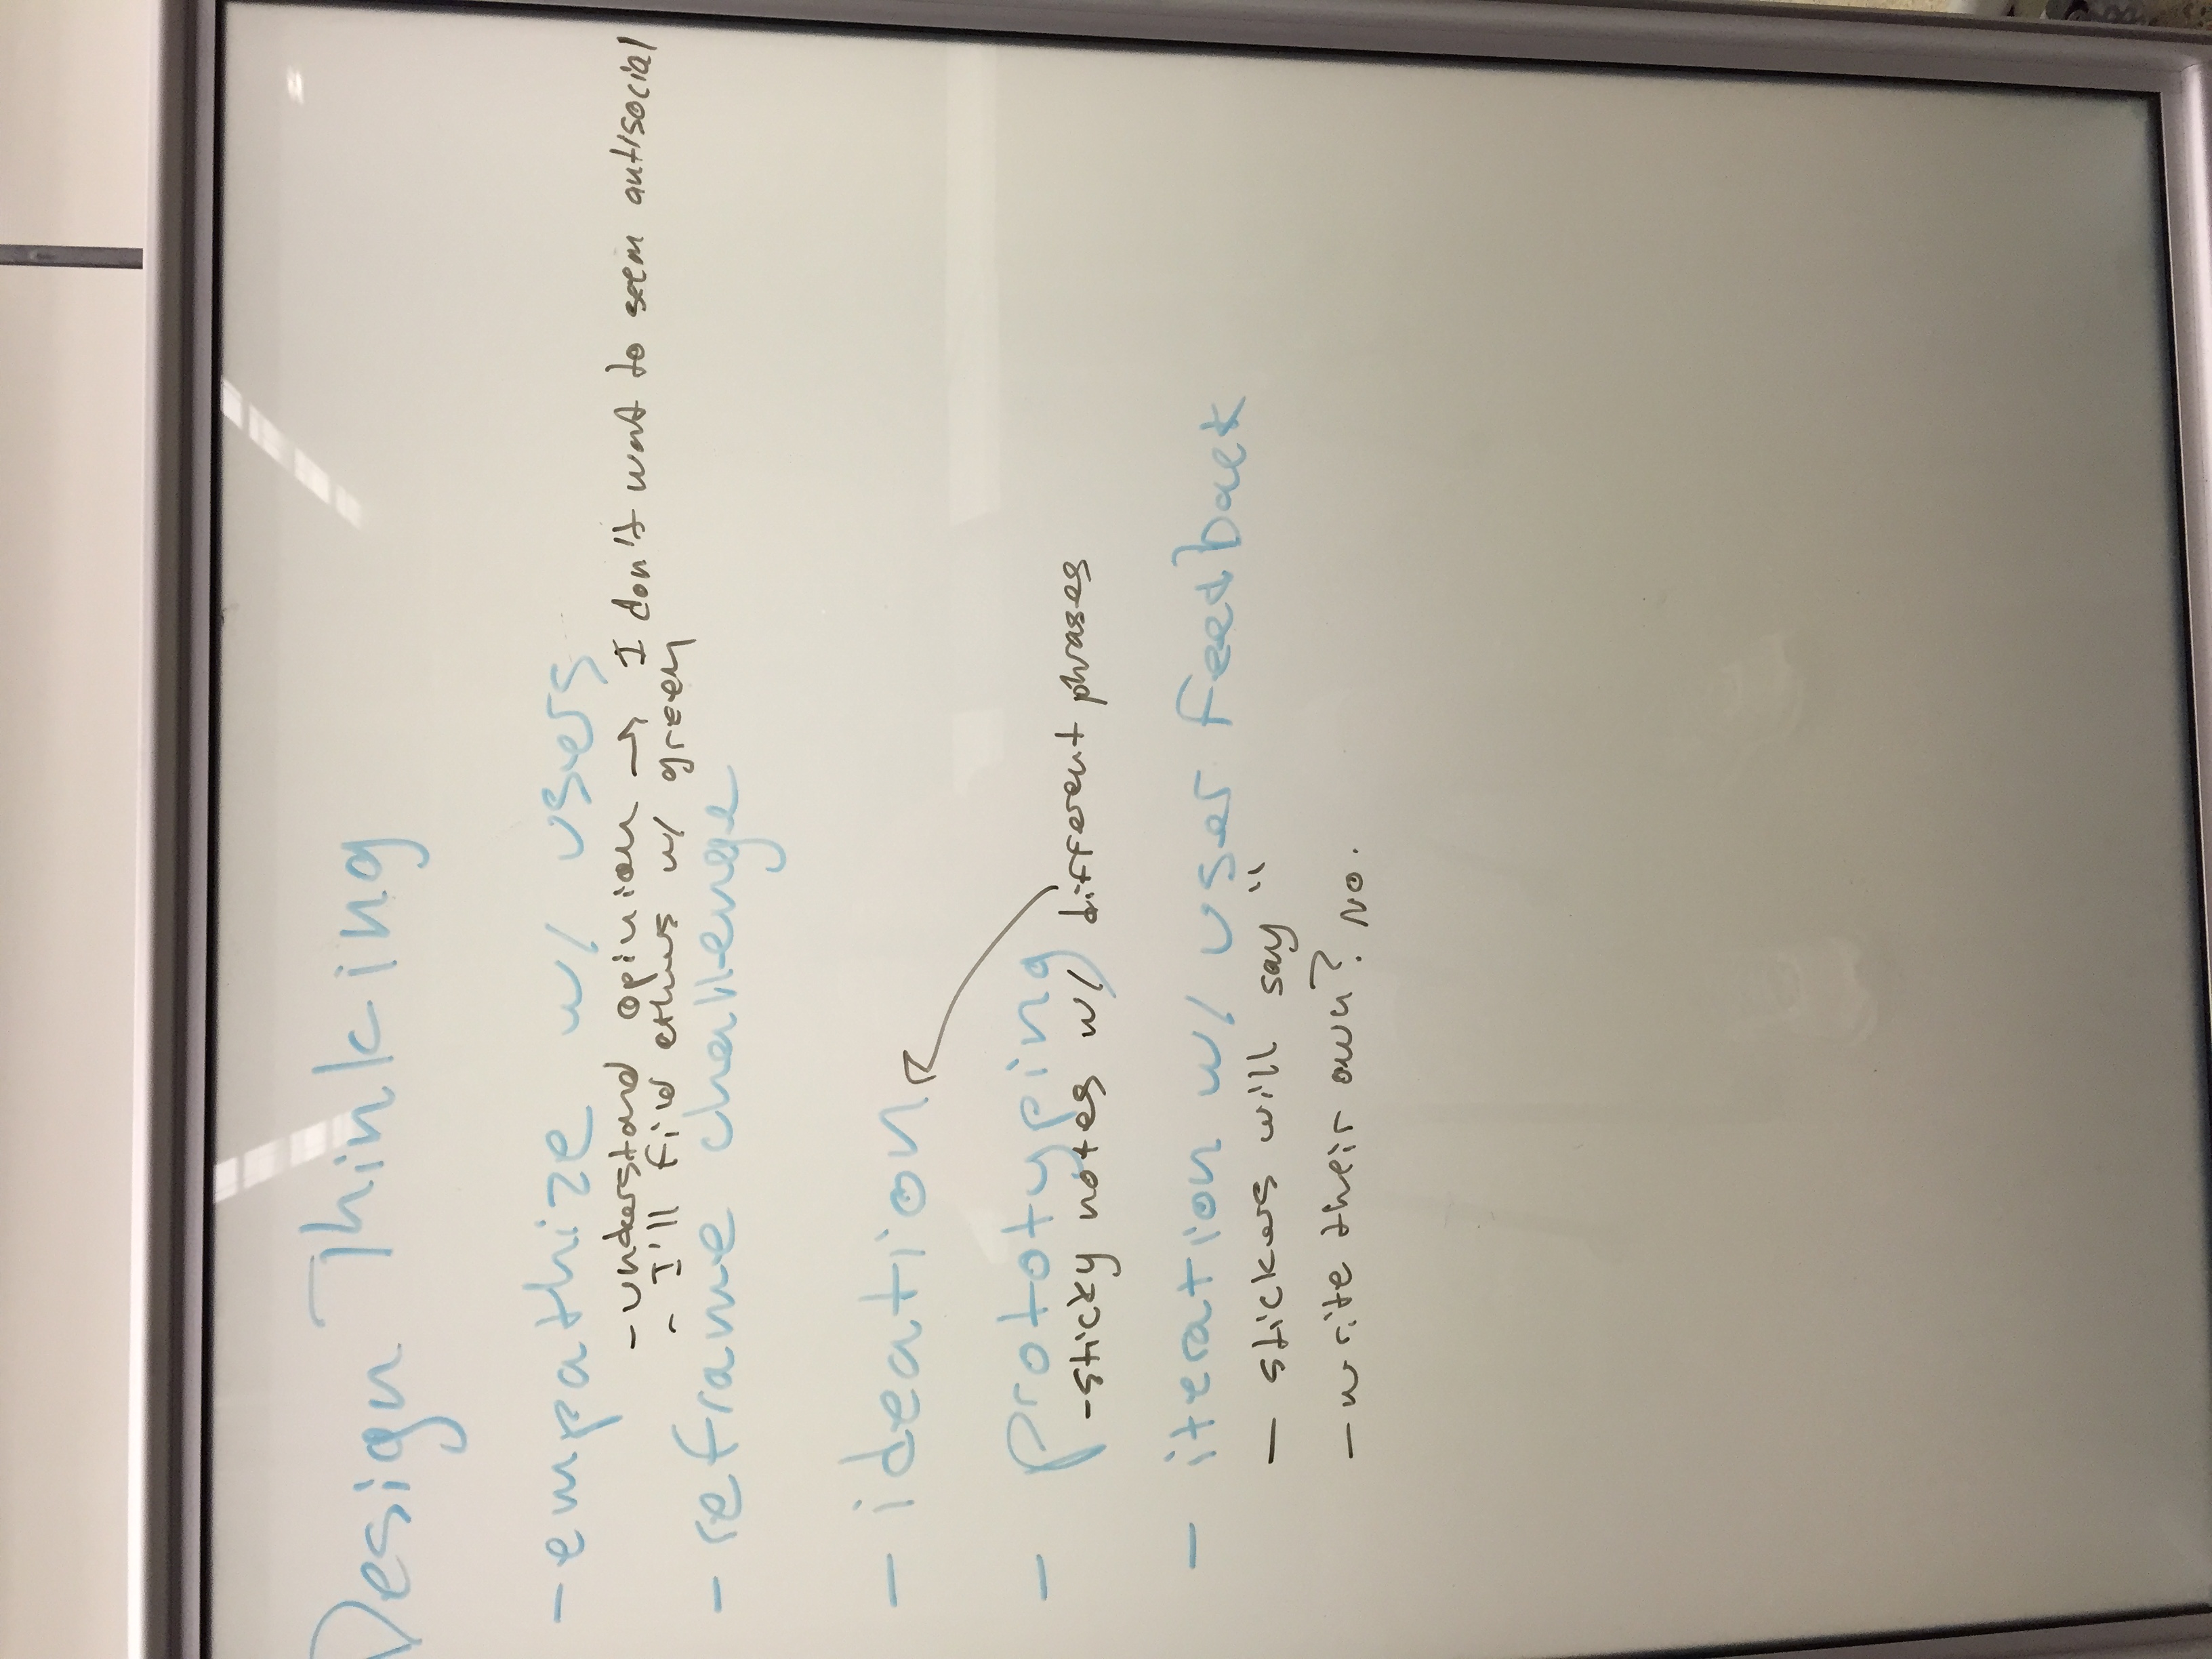 Design Thinking
- empathize w/ users
- understand opinion → I don't want to seem antisocial
- I'll find others w/ green
- reframe challenge
- ideation
- prototyping
- sticky notes w/ different phrases
- iteration w/ user feedback
- stickers will say "
- write their own? No.